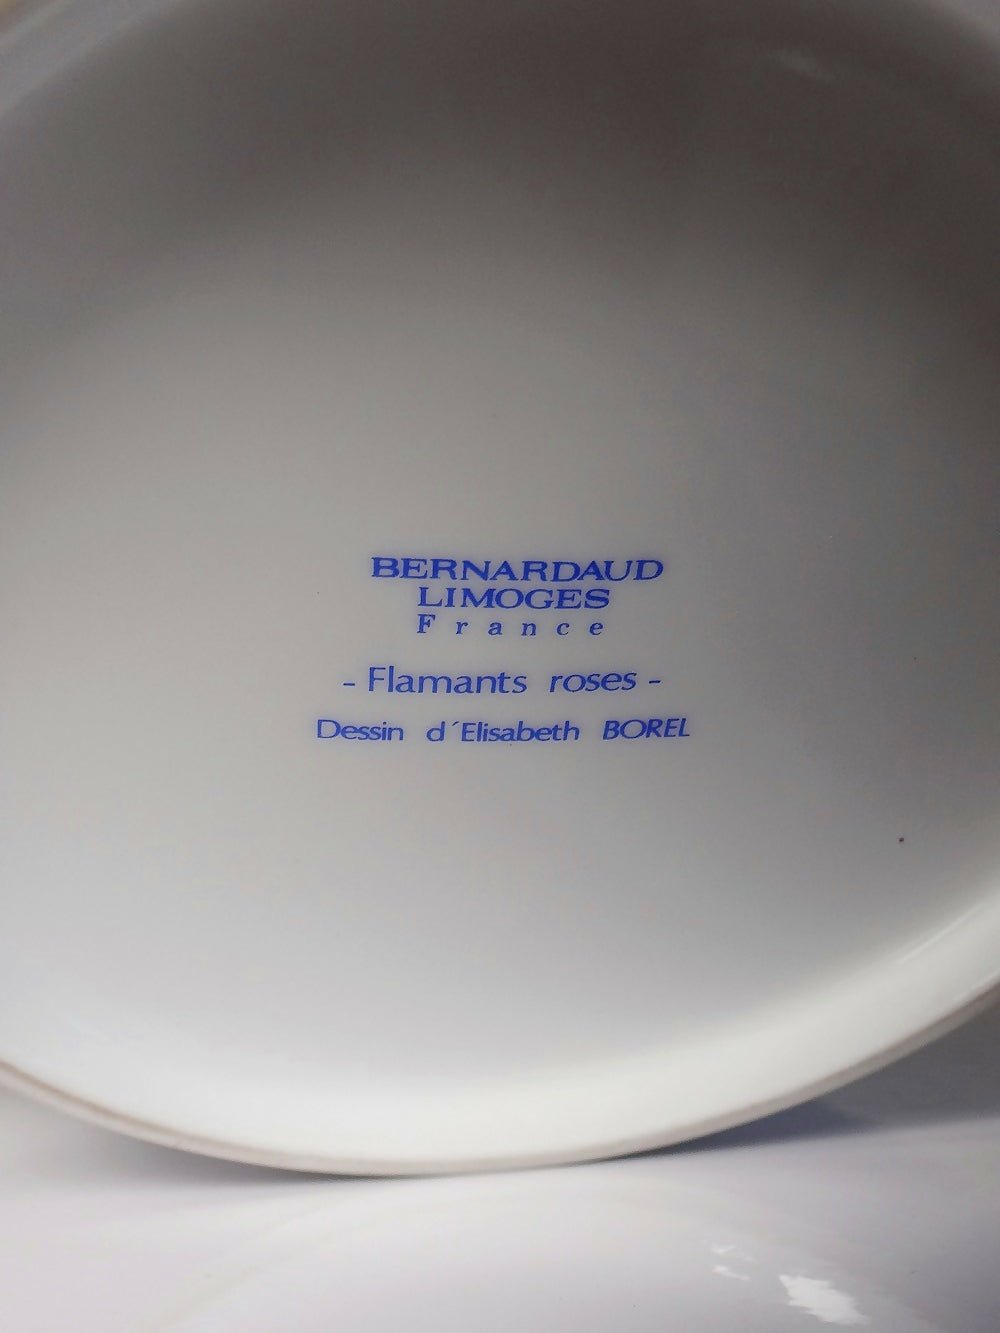 BERNARDAUD
LIMOGES
France
- Flamants roses -
Dessin d´Elisabeth BOREL